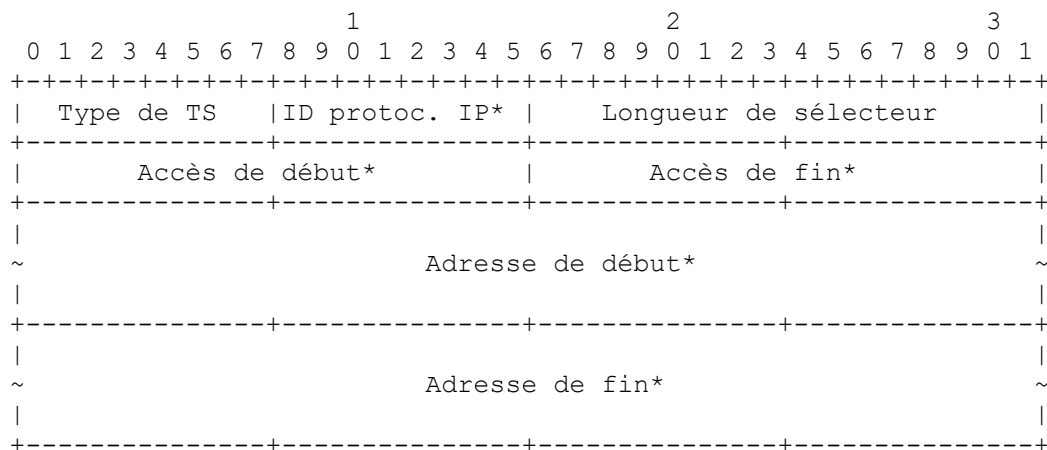 1                   2                   3
 0 1 2 3 4 5 6 7 8 9 0 1 2 3 4 5 6 7 8 9 0 1 2 3 4 5 6 7 8 9 0 1
+-+-+-+-+-+-+-+-+-+-+-+-+-+-+-+-+-+-+-+-+-+-+-+-+-+-+-+-+-+-+-+-+
|  Type de TS   |ID protoc. IP* |    Longueur de sélecteur      |
+---------------+---------------+---------------+---------------+
|       Accès de début*         |       Accès de fin*           |
+---------------+---------------+---------------+---------------+
|                                                               |
~                         Adresse de début*                     ~
|                                                               |
+---------------+---------------+---------------+---------------+
|                                                               |
~                         Adresse de fin*                       ~
|                                                               |
+---------------+---------------+---------------+---------------+